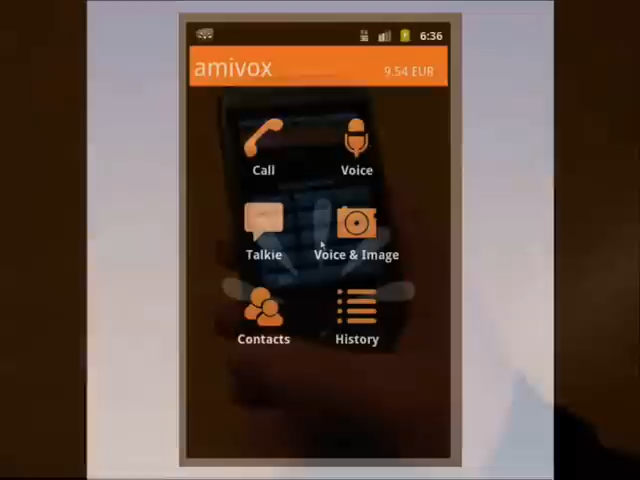 6:36
amivox
9.54 EUR
Call
Voice
Talkie
Voice & Image
Contacts
History